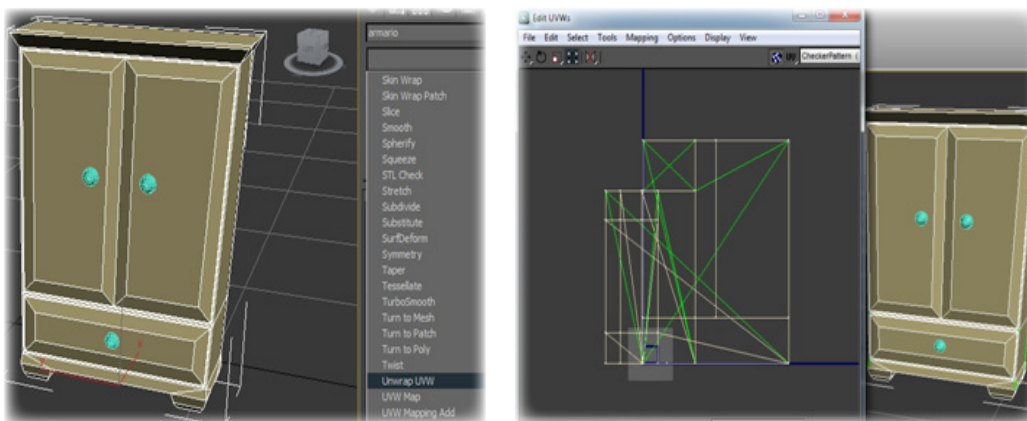 armario
Skin Wrap
Skin Wrap Patch
Slice
Smooth
Spherify
Squeeze
STL Check
Stretch
Subdivide
Substitute
SurfDeform
Symmetry
Taper
Tessellate
TurboSmooth
Turn to Mesh
Turn to Patch
Turn to Poly
Twist
Unwrap UVW
UVW Map
UVW Mapping Add
Edit UVWs
File Edit Select Tools Mapping Options Display View
CheckerPattern (